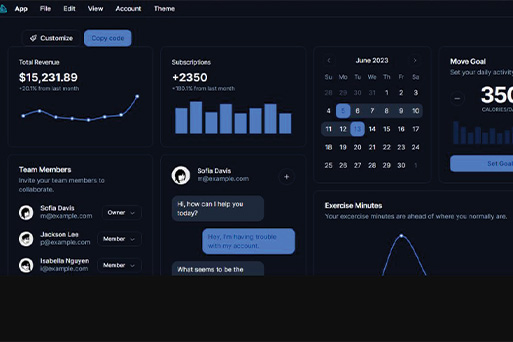 App File Edit View Account Theme
Customize Copy code
Total Revenue
$15,231.89
+20.1% from last month
Subscriptions
+2350
+180.1% from last month
June 2023
Su Mo Tu We Th Fr Sa
28 29 30 31 1 2 3
4 5 6 7 8 9 10
11 12 13 14 15 16 17
18 19 20 21 22 23 24
25 26 27 28 29 30 1
Move Goal
Set your daily activity
350
CALORIES/DA
Set Goal
Team Members
Invite your team members to
collaborate.
Sofia Davis
m@example.com
Owner
Jackson Lee
p@example.com
Member
Isabella Nguyen
i@example.com
Member
Sofia Davis
m@example.com
Hi, how can I help you
today?
Hey, I'm having trouble
with my account.
What seems to be the
Exercise Minutes
Your excercise minutes are ahead of where you normally are.